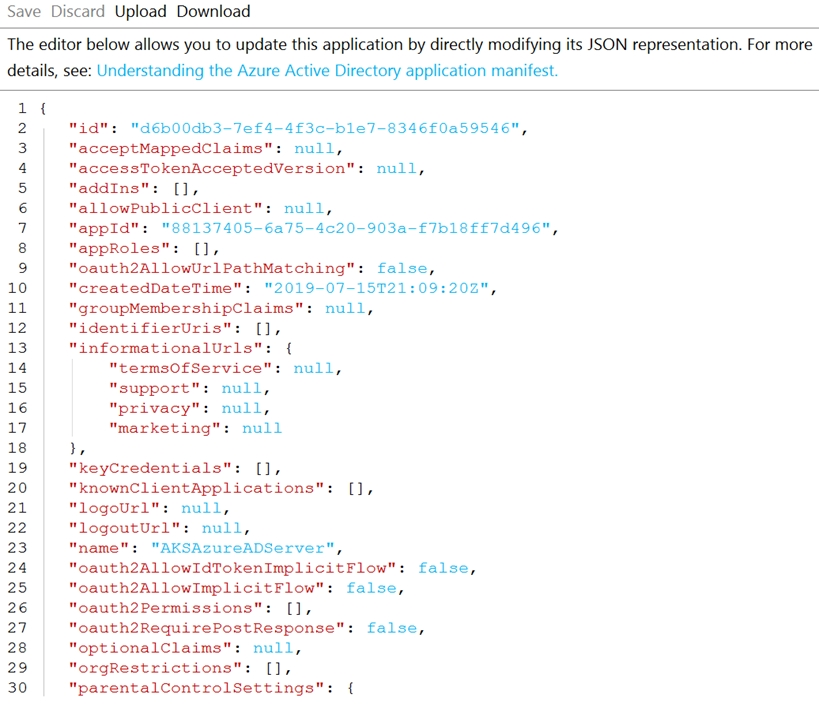 Save Discard Upload Download
The editor below allows you to update this application by directly modifying its JSON representation. For more
details, see: Understanding the Azure Active Directory application manifest.
1 {
2 "id": "d6b00db3-7ef4-4f3c-b1e7-8346f0a59546",
3 "acceptMappedClaims": null,
4 "accessTokenAcceptedVersion": null,
5 "addIns": [],
6 "allowPublicClient": null,
7 "appId": "88137405-6a75-4c20-903a-f7b18ff7d496",
8 "appRoles": [],
9 "oauth2AllowUrlPathMatching": false,
10 "createdDateTime": "2019-07-15T21:09:20Z",
11 "groupMembershipClaims": null,
12 "identifierUris": [],
13 "informationalUrls": {
14 "termsOfService": null,
15 "support": null,
16 "privacy": null,
17 "marketing": null
18 },
19 "keyCredentials": [],
20 "knownClientApplications": [],
21 "logoUrl": null,
22 "logoutUrl": null,
23 "name": "AKSAzureADServer",
24 "oauth2AllowIdTokenImplicitFlow": false,
25 "oauth2AllowImplicitFlow": false,
26 "oauth2Permissions": [],
27 "oauth2RequirePostResponse": false,
28 "optionalClaims": null,
29 "orgRestrictions": [],
30 "parentalControlSettings": {